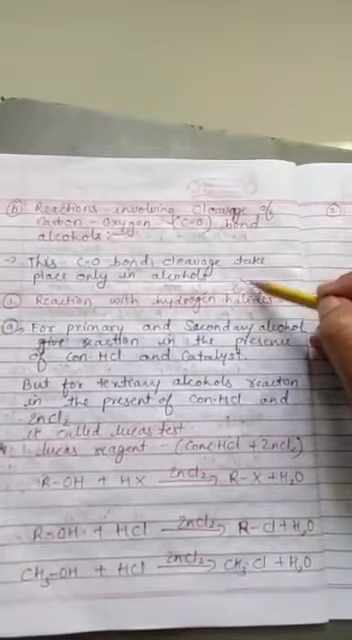 (b) Reactions involving Cleavage of
carbon - oxygen (C-O) bond
alcohols:-
→ This C-O bond cleavage take
place only in alcohols
(1) Reaction with hydrogen halides
(a) For primary and Secondary alcohol
give reaction in the presence
of con. HCl and Catalyst.
But for tertiary alcohols reaction
in the present of Con. HCl and
ZnCl2
it called lucas test
lucas reagent - (Conc HCl + ZnCl2)
R-OH + HX ZnCl2→ R-X + H2O
R-OH + HCl ZnCl2→ R-Cl + H2O
CH3-OH + HCl ZnCl2→ CH3-Cl + H2O